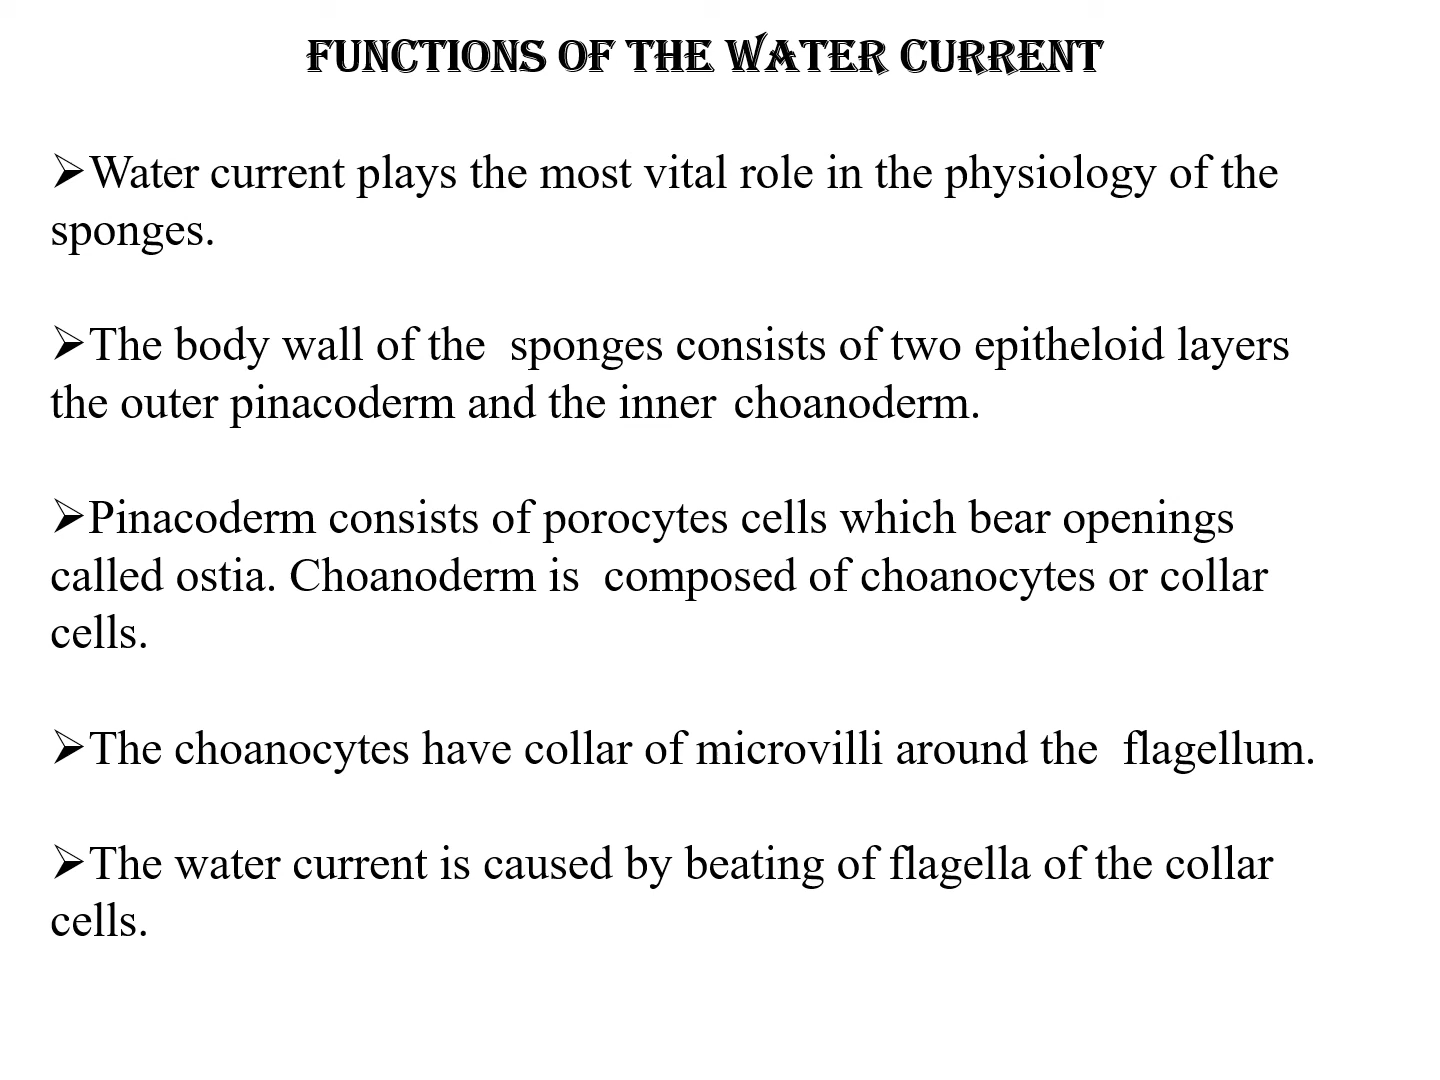 FUNCTIONS OF THE WATER CURRENT
➢Water current plays the most vital role in the physiology of the
sponges.
➢The body wall of the  sponges consists of two epitheloid layers
the outer pinacoderm and the inner choanoderm.
➢Pinacoderm consists of porocytes cells which bear openings
called ostia. Choanoderm is  composed of choanocytes or collar
cells.
➢The choanocytes have collar of microvilli around the  flagellum.
➢The water current is caused by beating of flagella of the collar
cells.